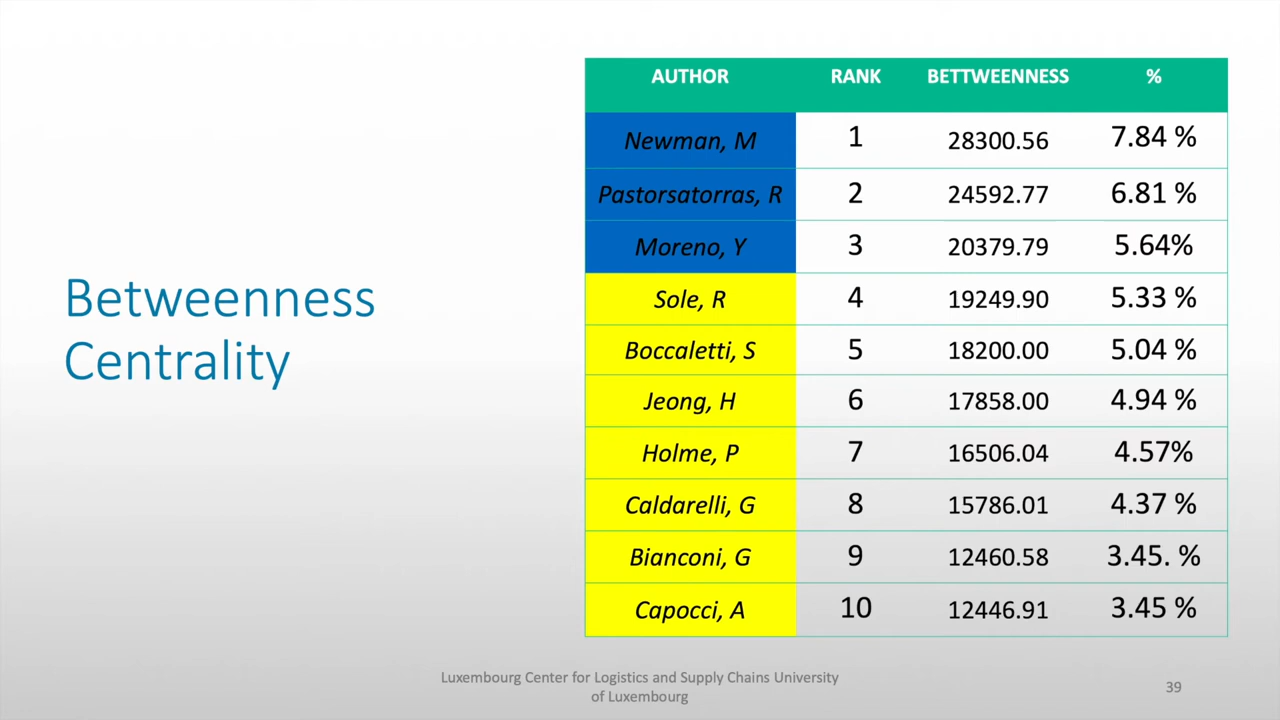 Betweenness
Centrality
AUTHOR RANK BETTWEENNESS %
Newman, M 1 28300.56 7.84 %
Pastorsatorras, R 2 24592.77 6.81 %
Moreno, Y 3 20379.79 5.64%
Sole, R 4 19249.90 5.33 %
Boccaletti, S 5 18200.00 5.04 %
Jeong, H 6 17858.00 4.94 %
Holme, P 7 16506.04 4.57%
Caldarelli, G 8 15786.01 4.37 %
Bianconi, G 9 12460.58 3.45. %
Capocci, A 10 12446.91 3.45 %
Luxembourg Center for Logistics and Supply Chains University
of Luxembourg
39